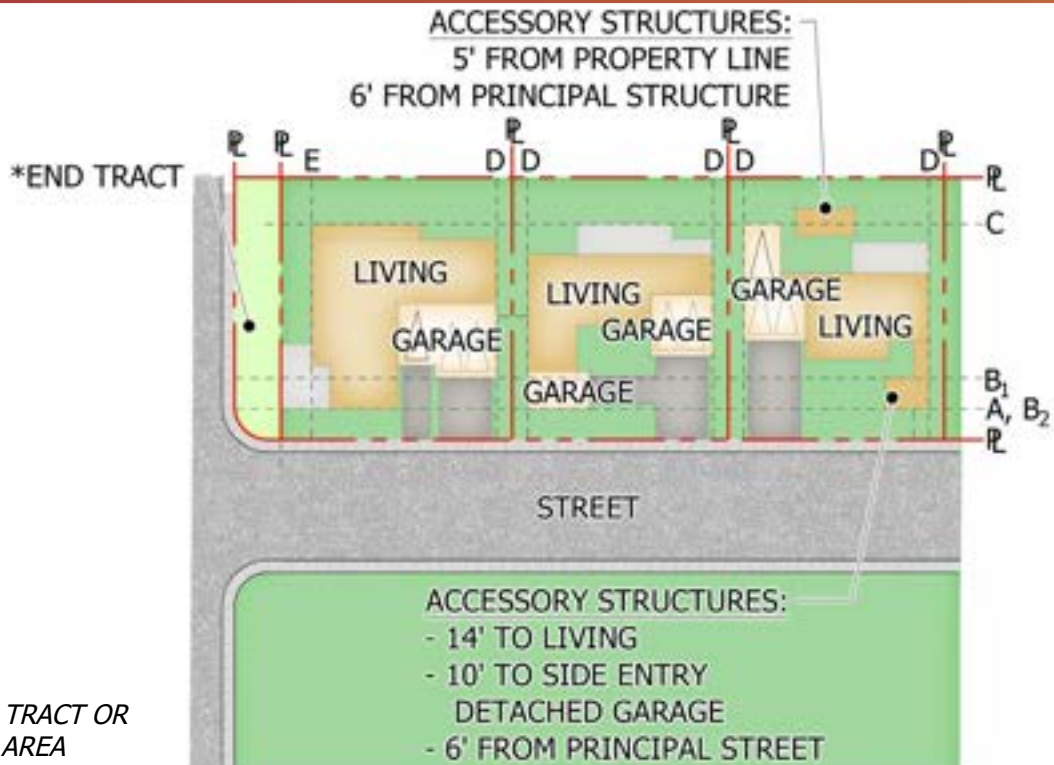 ACCESSORY STRUCTURES:
5' FROM PROPERTY LINE
6' FROM PRINCIPAL STRUCTURE
PL PL E D PL D D PL D D PL
*END TRACT
PL
C
LIVING
GARAGE
LIVING
GARAGE
GARAGE
GARAGE
LIVING
B1
A, B2
PL
STREET
ACCESSORY STRUCTURES:
- 14' TO LIVING
- 10' TO SIDE ENTRY
DETACHED GARAGE
- 6' FROM PRINCIPAL STREET
TRACT OR
AREA